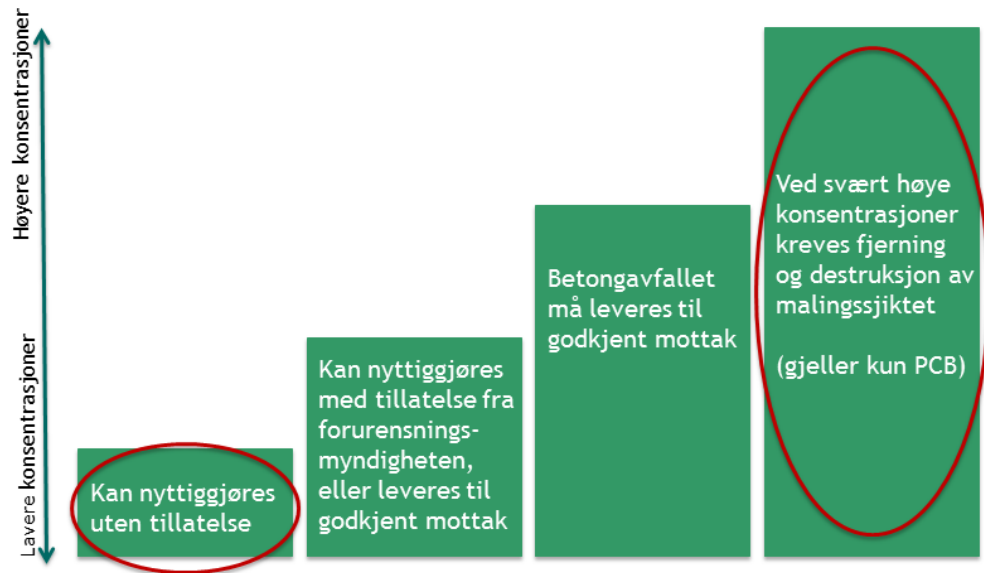 Høyere konsentrasjoner
Lavere konsentrasjoner
Kan nyttiggjøres
uten tillatelse
Kan nyttiggjøres
med tillatelse fra
forurensnings-
myndigheten,
eller leveres til
godkjent mottak
Betongavfallet
må leveres til
godkjent mottak
Ved svært høye
konsentrasjoner
kreves fjerning
og destruksjon av
malingssjiktet
(gjeller kun PCB)